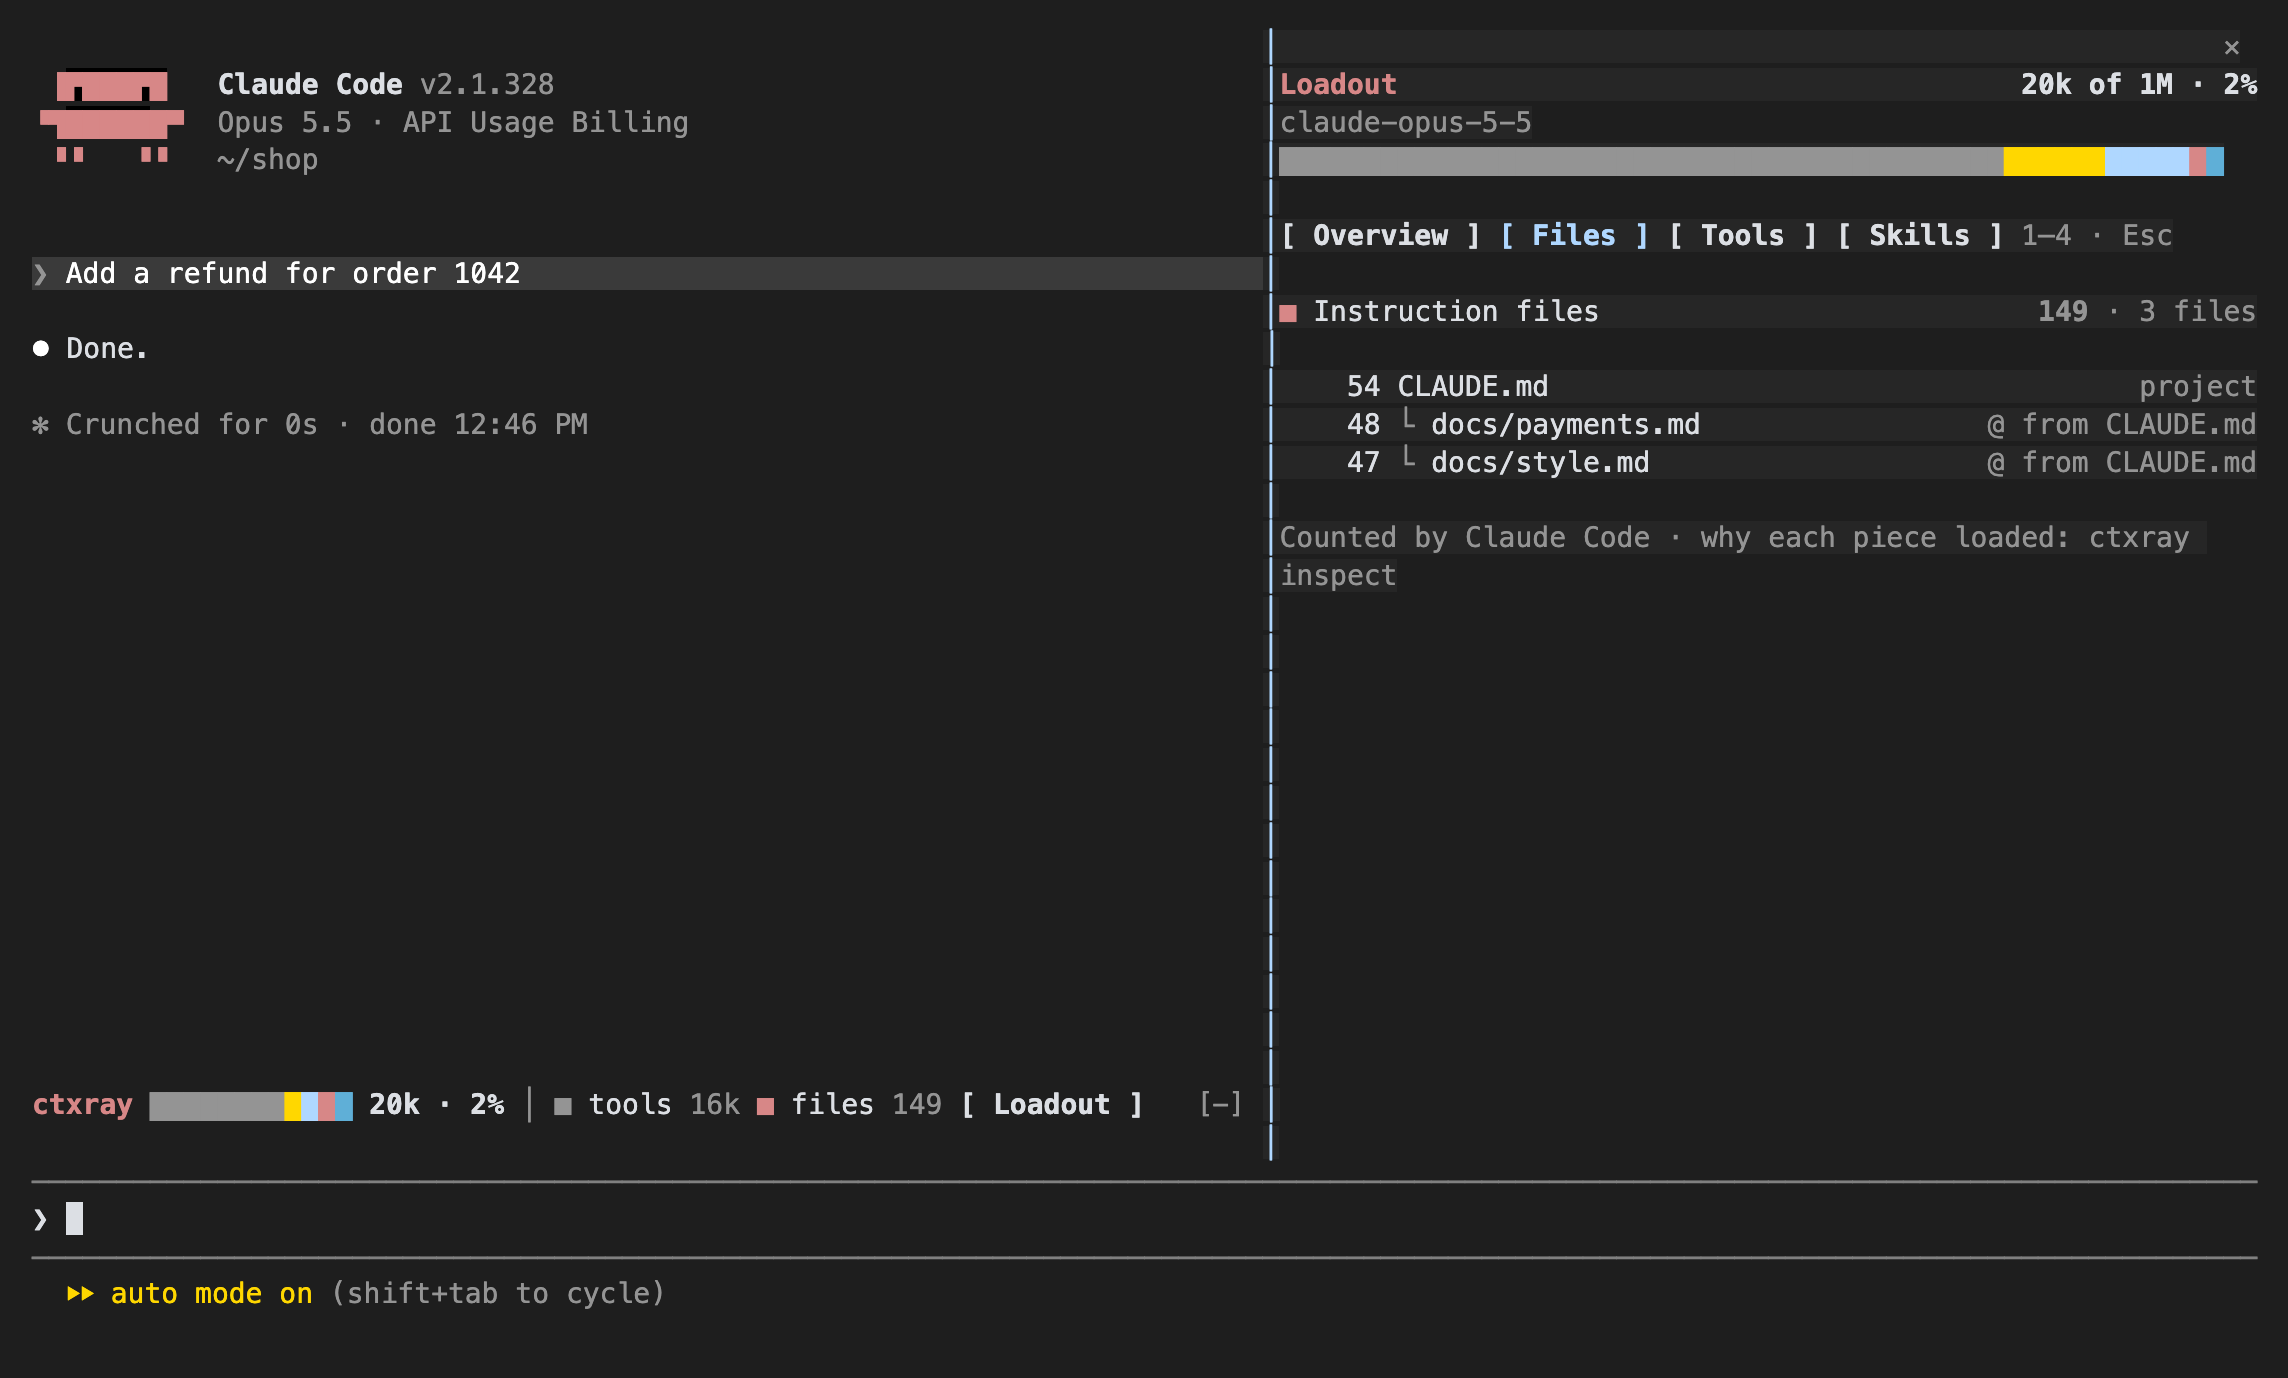 Claude Code v2.1.328
Opus 5.5 · API Usage Billing
~/shop
❯ Add a refund for order 1042
● Done.
✻ Crunched for 0s · done 12:46 PM
ctxray 20k · 2% │ ■ tools 16k ■ files 149 [ Loadout ] [−]
×
Loadout 20k of 1M · 2%
claude-opus-5-5
[ Overview ] [ Files ] [ Tools ] [ Skills ] 1–4 · Esc
■ Instruction files 149 · 3 files
54 CLAUDE.md project
48 └ docs/payments.md @ from CLAUDE.md
47 └ docs/style.md @ from CLAUDE.md
Counted by Claude Code · why each piece loaded: ctxray
inspect
❯
⏵⏵ auto mode on (shift+tab to cycle)